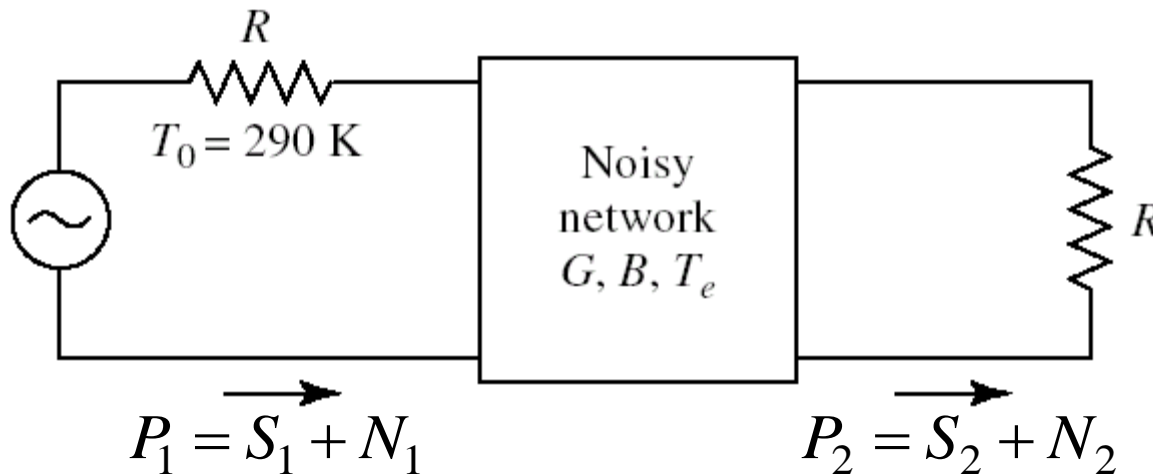 R
T₀ = 290 K
Noisy
network
G, B, Tₑ
R
P₁ = S₁ + N₁
P₂ = S₂ + N₂